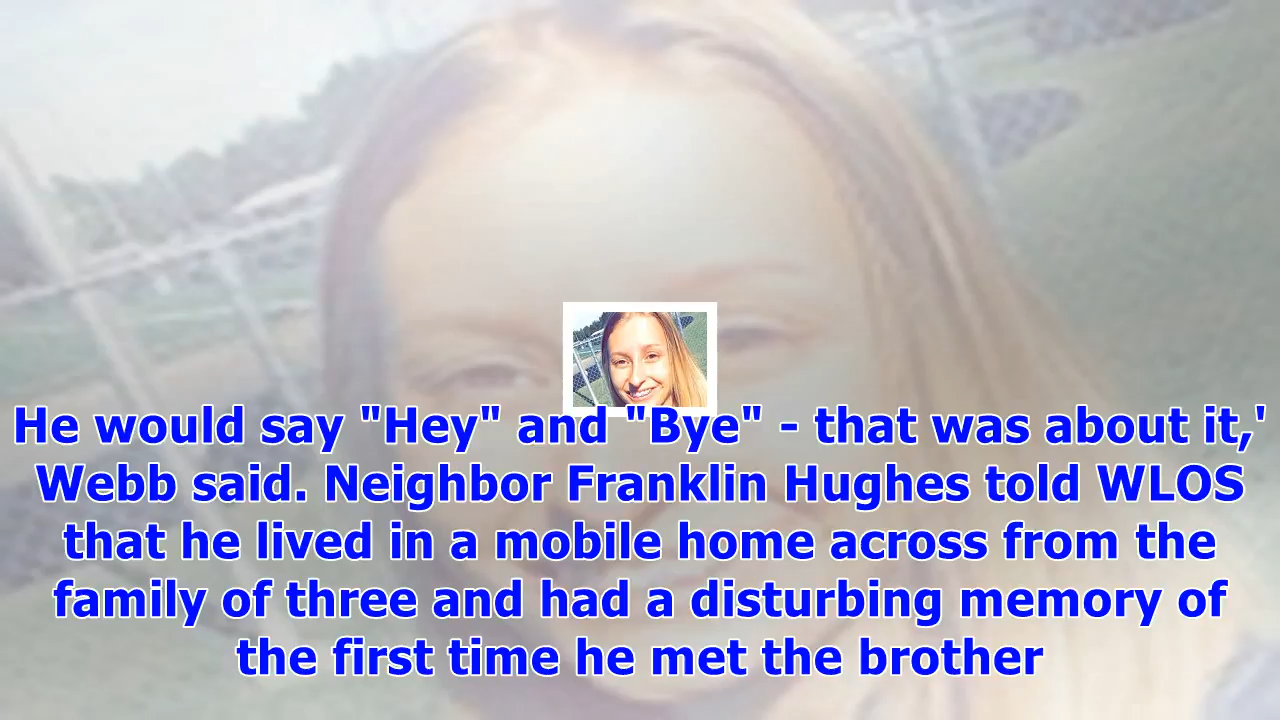 He would say "Hey" and "Bye" - that was about it,'
Webb said. Neighbor Franklin Hughes told WLOS
that he lived in a mobile home across from the
family of three and had a disturbing memory of
the first time he met the brother